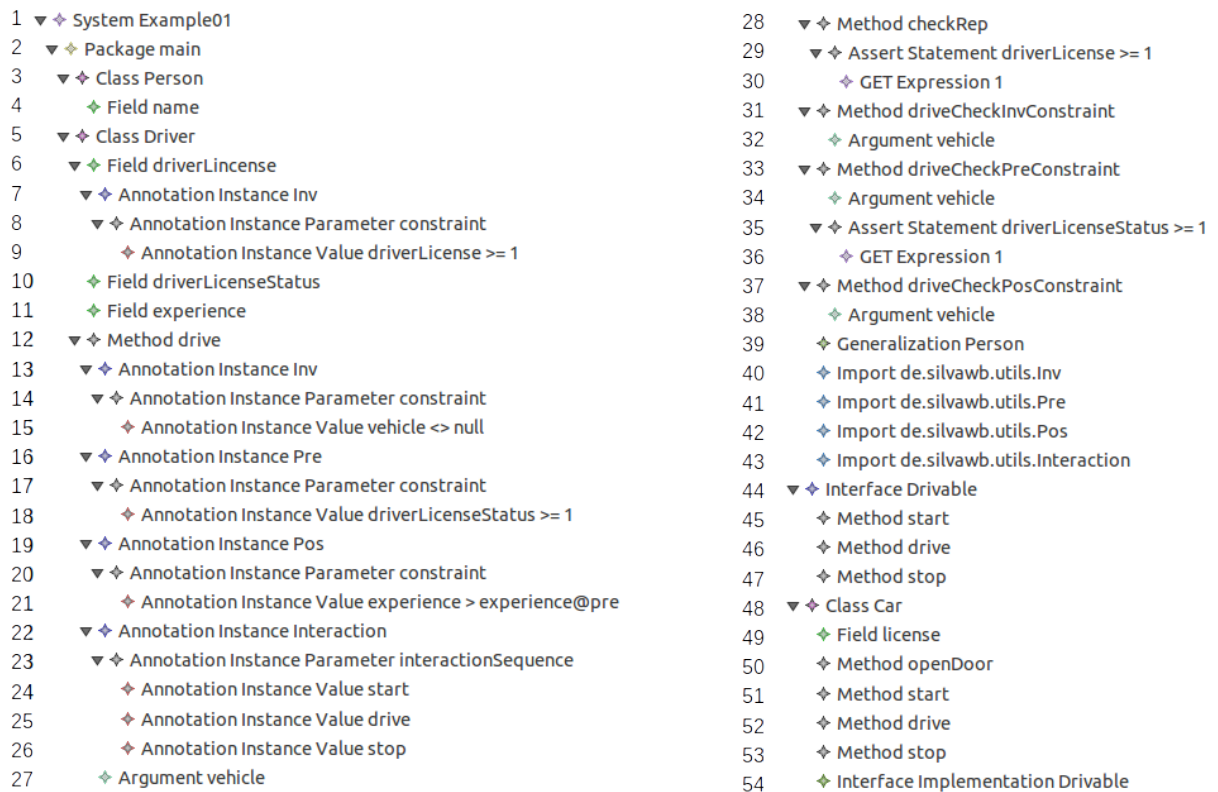 1 System Example01
2 Package main
3 Class Person
4 Field name
5 Class Driver
6 Field driverLincense
7 Annotation Instance Inv
8 Annotation Instance Parameter constraint
9 Annotation Instance Value driverLicense >= 1
10 Field driverLicenseStatus
11 Field experience
12 Method drive
13 Annotation Instance Inv
14 Annotation Instance Parameter constraint
15 Annotation Instance Value vehicle <> null
16 Annotation Instance Pre
17 Annotation Instance Parameter constraint
18 Annotation Instance Value driverLicenseStatus >= 1
19 Annotation Instance Pos
20 Annotation Instance Parameter constraint
21 Annotation Instance Value experience > experience@pre
22 Annotation Instance Interaction
23 Annotation Instance Parameter interactionSequence
24 Annotation Instance Value start
25 Annotation Instance Value drive
26 Annotation Instance Value stop
27 Argument vehicle
28 Method checkRep
29 Assert Statement driverLicense >= 1
30 GET Expression 1
31 Method driveCheckInvConstraint
32 Argument vehicle
33 Method driveCheckPreConstraint
34 Argument vehicle
35 Assert Statement driverLicenseStatus >= 1
36 GET Expression 1
37 Method driveCheckPosConstraint
38 Argument vehicle
39 Generalization Person
40 Import de.silvawb.utils.Inv
41 Import de.silvawb.utils.Pre
42 Import de.silvawb.utils.Pos
43 Import de.silvawb.utils.Interaction
44 Interface Drivable
45 Method start
46 Method drive
47 Method stop
48 Class Car
49 Field license
50 Method openDoor
51 Method start
52 Method drive
53 Method stop
54 Interface Implementation Drivable